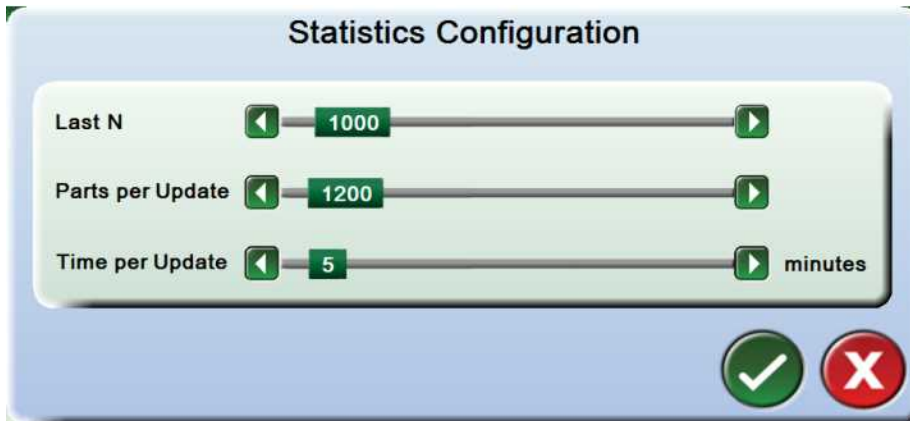 Statistics Configuration
Last N 1000
Parts per Update 1200
Time per Update 5 minutes